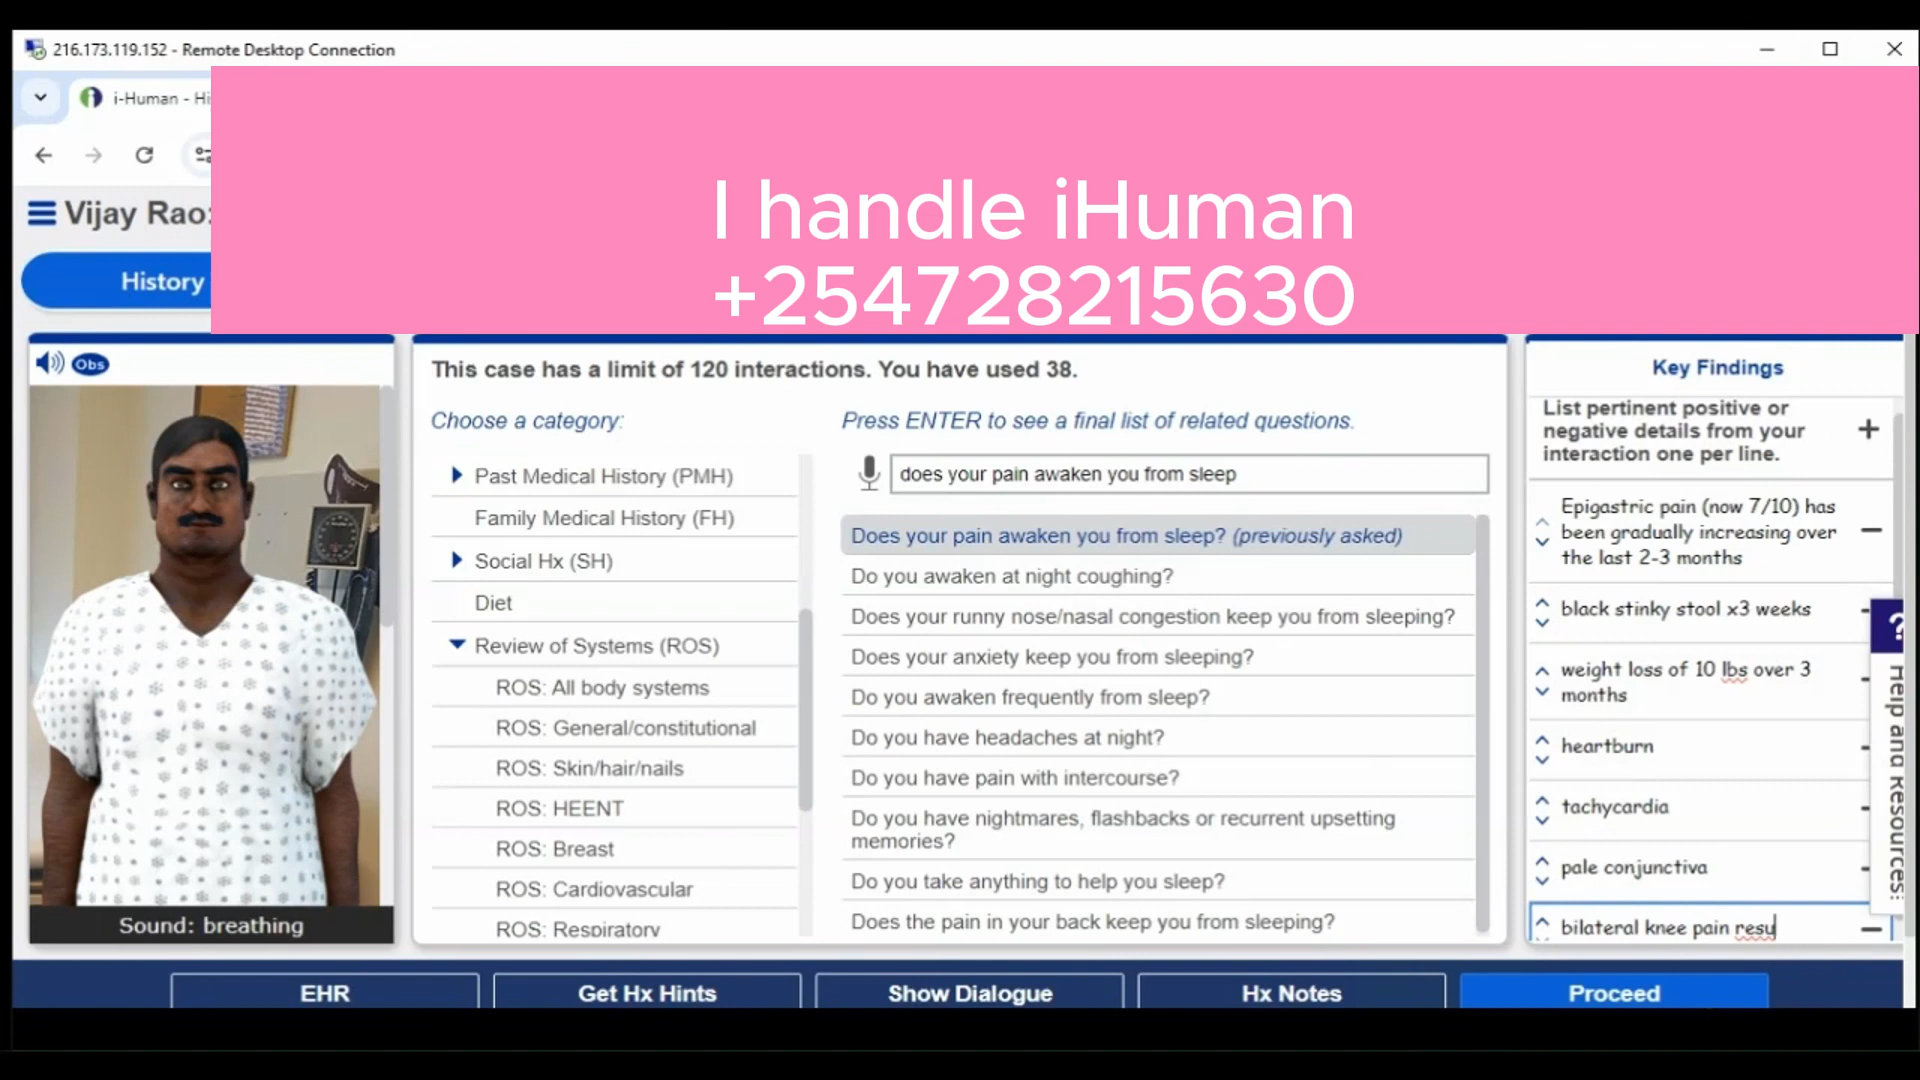 216.173.119.152 - Remote Desktop Connection
i-Human - Hi
I handle iHuman
+254728215630
Vijay Rao:
History
Obs
Sound: breathing
This case has a limit of 120 interactions. You have used 38.
Choose a category:
Past Medical History (PMH)
Family Medical History (FH)
Social Hx (SH)
Diet
Review of Systems (ROS)
ROS: All body systems
ROS: General/constitutional
ROS: Skin/hair/nails
ROS: HEENT
ROS: Breast
ROS: Cardiovascular
ROS: Respiratory
Press ENTER to see a final list of related questions.
does your pain awaken you from sleep
Does your pain awaken you from sleep? (previously asked)
Do you awaken at night coughing?
Does your runny nose/nasal congestion keep you from sleeping?
Does your anxiety keep you from sleeping?
Do you awaken frequently from sleep?
Do you have headaches at night?
Do you have pain with intercourse?
Do you have nightmares, flashbacks or recurrent upsetting
memories?
Do you take anything to help you sleep?
Does the pain in your back keep you from sleeping?
Key Findings
List pertinent positive or
negative details from your
interaction one per line.
Epigastric pain (now 7/10) has
been gradually increasing over
the last 2-3 months
black stinky stool x3 weeks
weight loss of 10 lbs over 3
months
heartburn
tachycardia
pale conjunctiva
bilateral knee pain resu
? Help and Resources:
EHR
Get Hx Hints
Show Dialogue
Hx Notes
Proceed